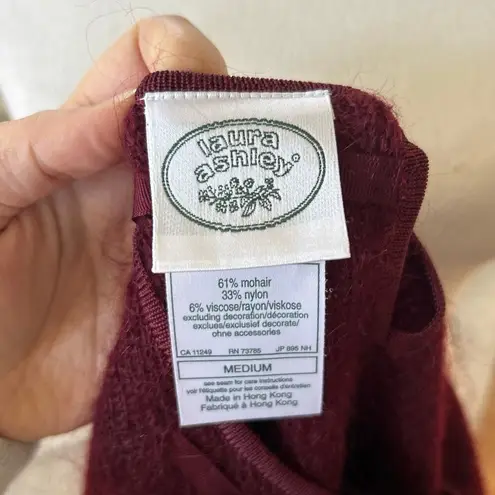 laura
ashley®
61% mohair
33% nylon
6% viscose/rayon/viskose
excluding decoration/décoration
exclues/exclusief decoratie/
ohne accessoires
CA 11249 RN 73785 JP 895 NH
MEDIUM
see seam for care instructions
voir l'étiquette pour les conseils d'entretien
Made in Hong Kong
Fabriqué à Hong Kong